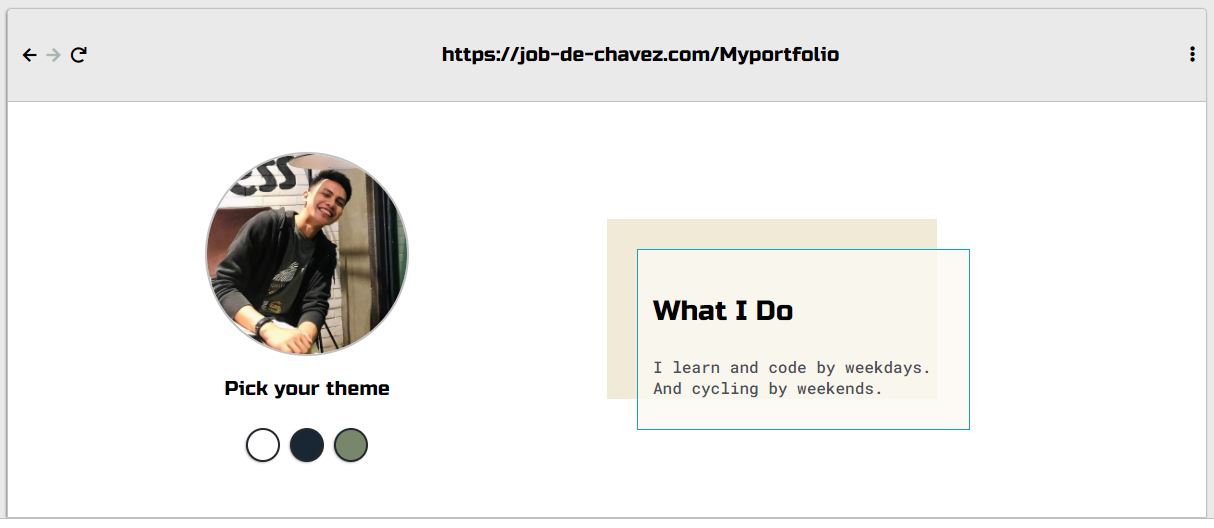 https://job-de-chavez.com/Myportfolio
ESS
Pick your theme
What I Do
I learn and code by weekdays.
And cycling by weekends.